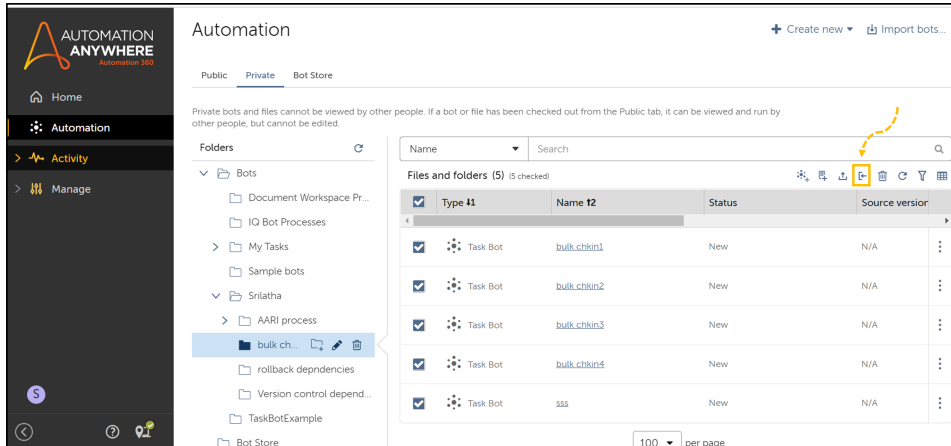 AUTOMATION
ANYWHERE
Automation 360
Home
Automation
Activity
Manage
S
Automation
Create new
Import bots...
Public Private Bot Store
Private bots and files cannot be viewed by other people. If a bot or file has been checked out from the Public tab, it can be viewed and run by
other people, but cannot be edited.
Folders
Bots
Document Workspace Pr...
IQ Bot Processes
My Tasks
Sample bots
Srilatha
AARI process
bulk ch...
rollback depndencies
Version control depend...
TaskBotExample
Bot Store
Name Search
Files and folders (5) (5 checked)
Type Name Status Source version
Task Bot bulk chkin1 New N/A
Task Bot bulk chkin2 New N/A
Task Bot bulk chkin3 New N/A
Task Bot bulk chkin4 New N/A
Task Bot sss New N/A
100 per page